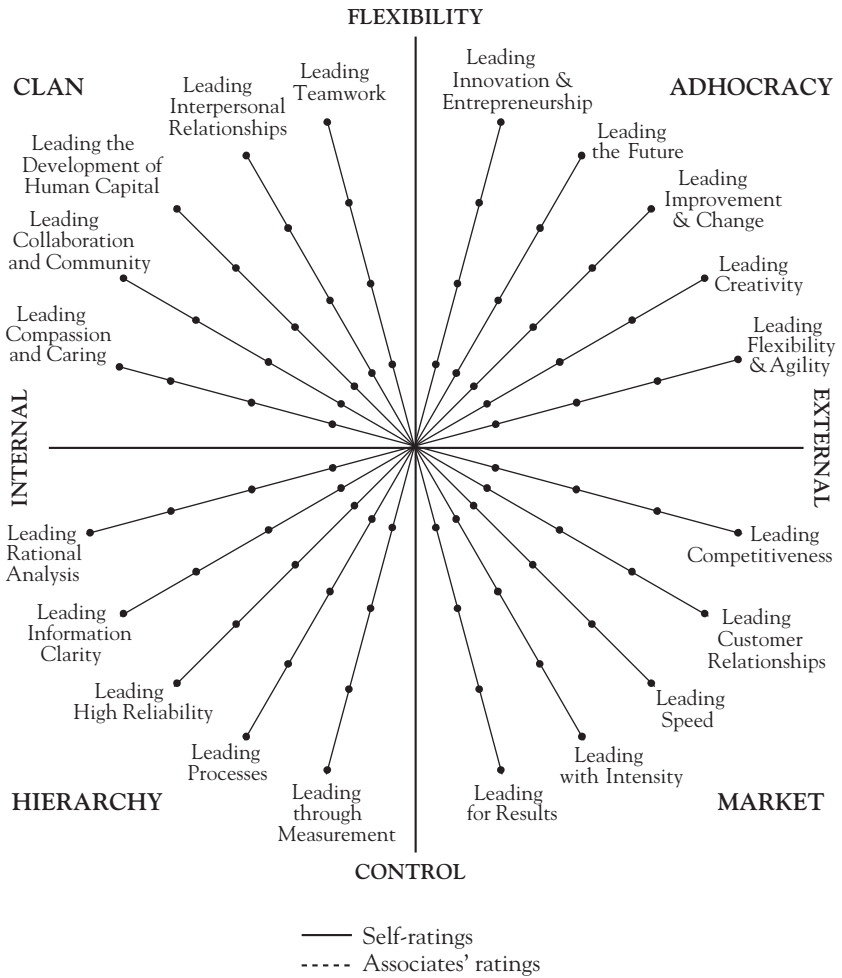 FLEXIBILITY
CLAN
ADHOCRACY
Leading
Teamwork
Leading
Interpersonal
Relationships
Leading the
Development of
Human Capital
Leading
Collaboration
and Community
Leading
Compassion
and Caring
Leading
Innovation &
Entrepreneurship
Leading
the Future
Leading
Improvement
& Change
Leading
Creativity
Leading
Flexibility
& Agility
INTERNAL
EXTERNAL
Leading
Rational
Analysis
Leading
Information
Clarity
Leading
High Reliability
Leading
Processes
Leading
through
Measurement
Leading
Competitiveness
Leading
Customer
Relationships
Leading
Speed
Leading
with Intensity
Leading
for Results
HIERARCHY
MARKET
CONTROL
Self-ratings
Associates' ratings